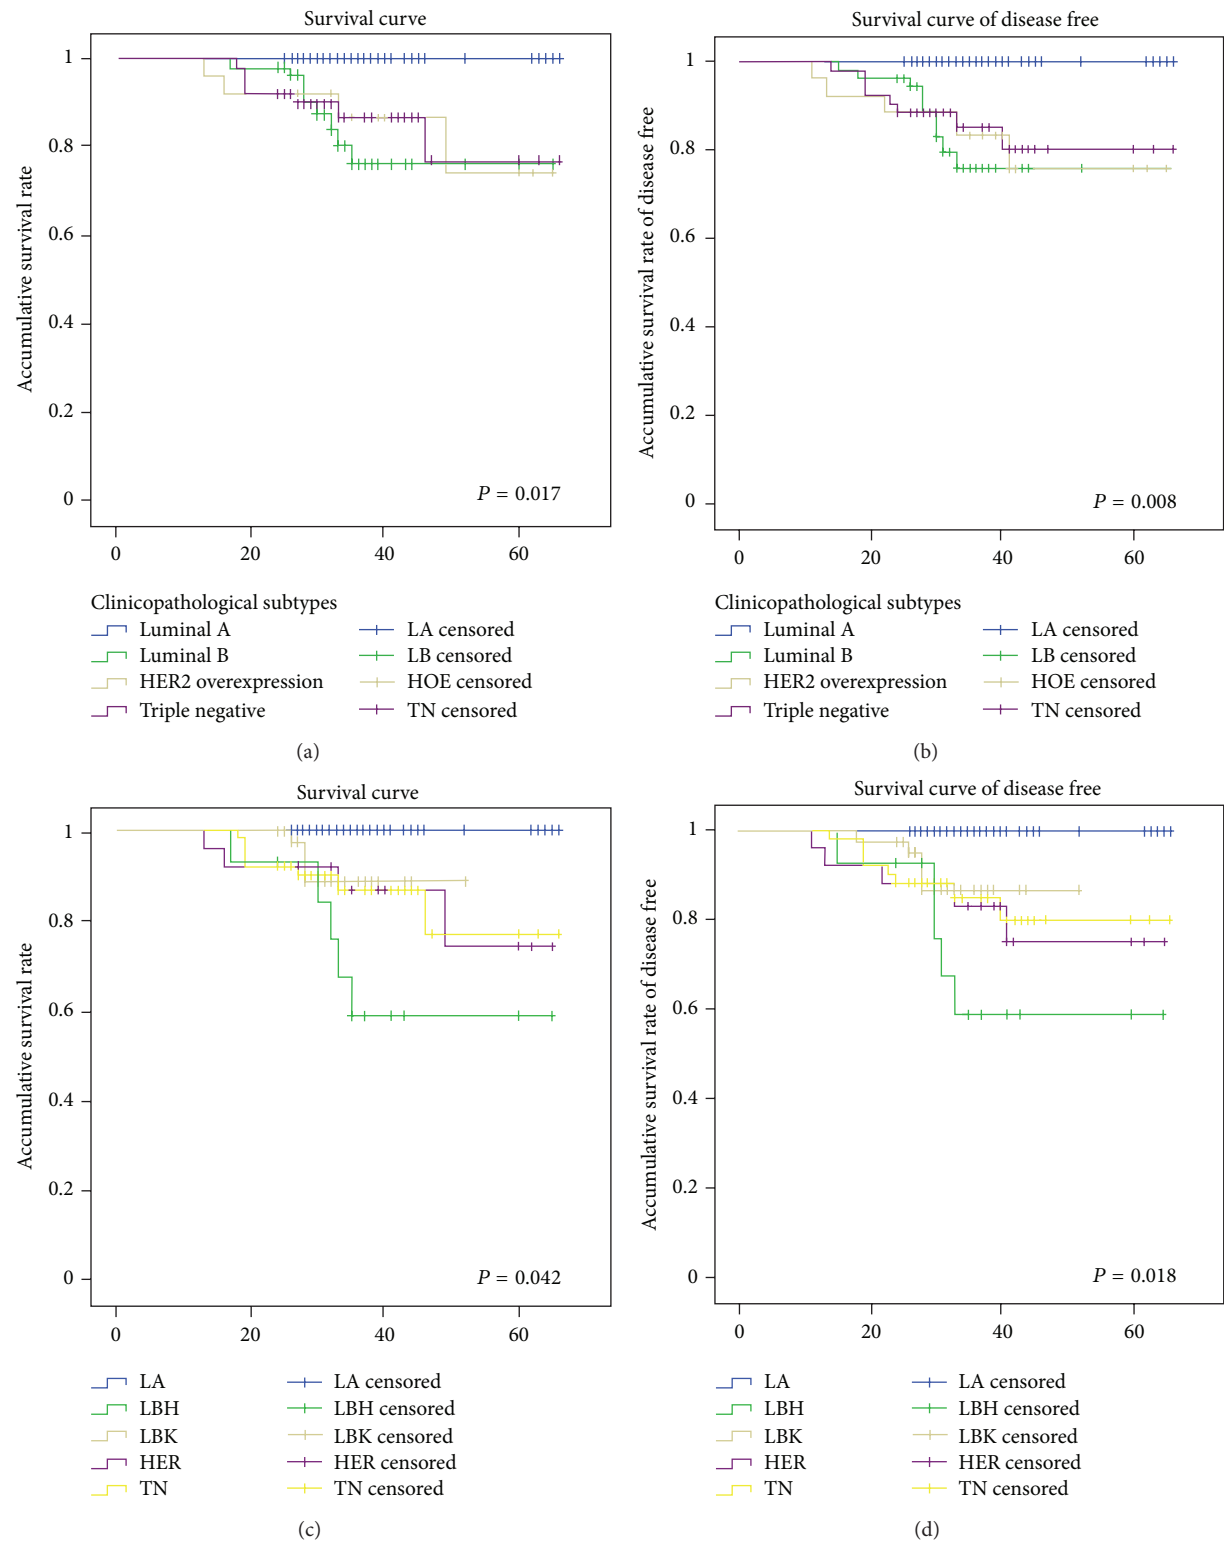 Survival curve
Accumulative survival rate
1
0.8
0.6
0.4
0.2
0
P = 0.017
0 20 40 60
Clinicopathological subtypes
Luminal A LA censored
Luminal B LB censored
HER2 overexpression HOE censored
Triple negative TN censored
(a)
Survival curve of disease free
Accumulative survival rate of disease free
1
0.8
0.6
0.4
0.2
0
P = 0.008
0 20 40 60
Clinicopathological subtypes
Luminal A LA censored
Luminal B LB censored
HER2 overexpression HOE censored
Triple negative TN censored
(b)
Survival curve
Accumulative survival rate
1
0.8
0.6
0.4
0.2
0
P = 0.042
0 20 40 60
LA LA censored
LBH LBH censored
LBK LBK censored
HER HER censored
TN TN censored
(c)
Survival curve of disease free
Accumulative survival rate of disease free
1
0.8
0.6
0.4
0.2
0
P = 0.018
0 20 40 60
LA LA censored
LBH LBH censored
LBK LBK censored
HER HER censored
TN TN censored
(d)